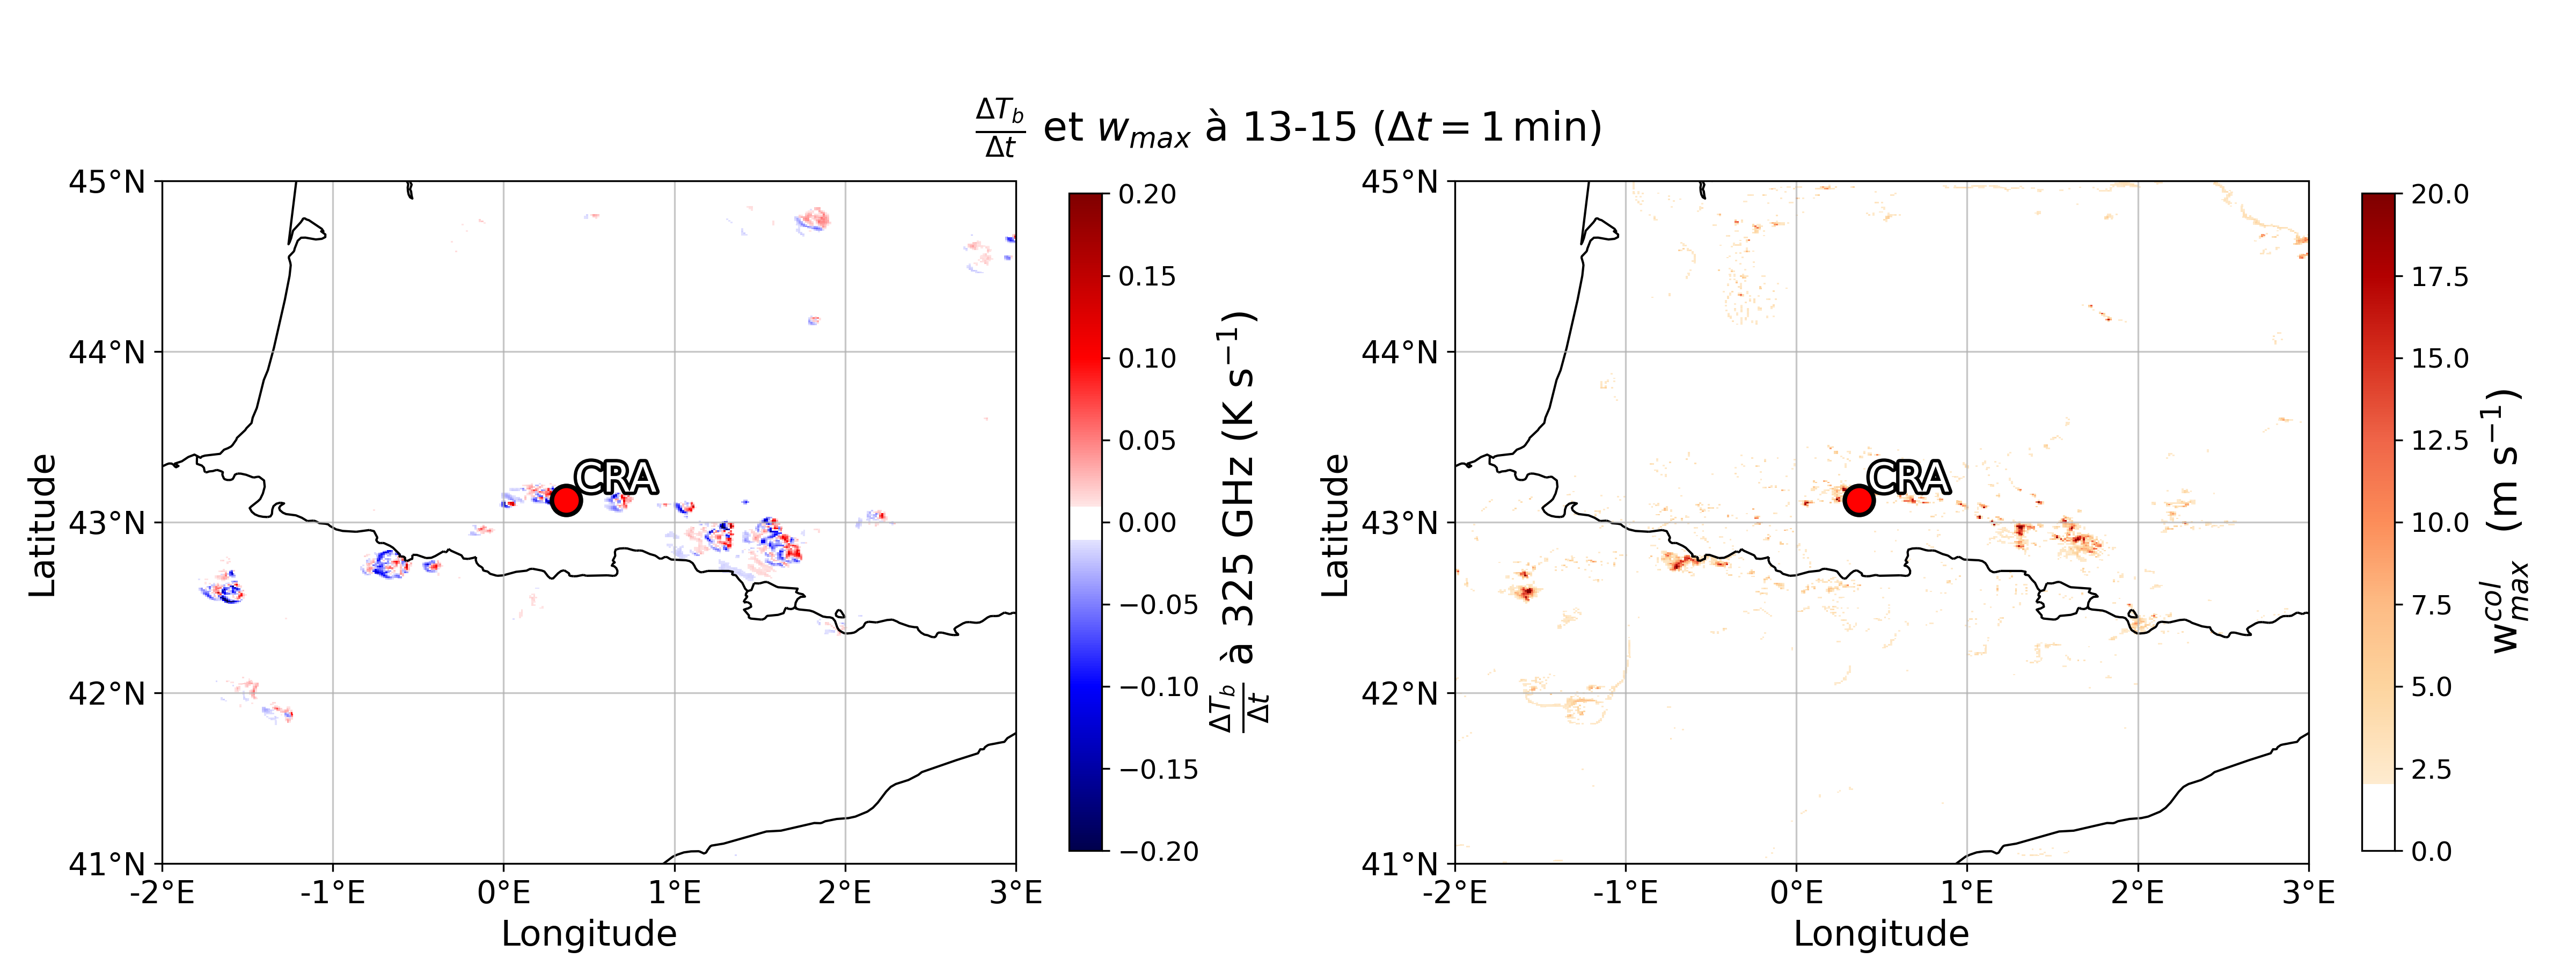 ΔT_b/Δt et w_max à 13-15 (Δt = 1 min)
45°N
44°N
43°N
42°N
41°N
-2°E
-1°E
0°E
1°E
2°E
3°E
Longitude
Latitude
CRA
0.20
0.15
0.10
0.05
0.00
−0.05
−0.10
−0.15
−0.20
ΔT_b/Δt à 325 GHz (K s⁻¹)
45°N
44°N
43°N
42°N
41°N
-2°E
-1°E
0°E
1°E
2°E
3°E
Longitude
Latitude
CRA
20.0
17.5
15.0
12.5
10.0
7.5
5.0
2.5
0.0
w_max^col (m s⁻¹)